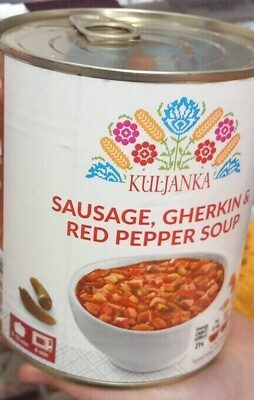 KULJANKA
SAUSAGE, GHERKIN &
RED PEPPER SOUP